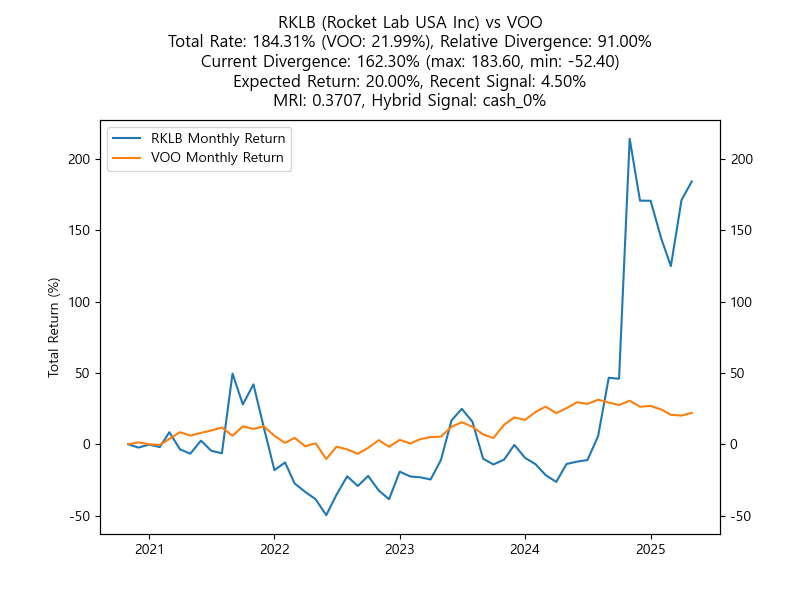 RKLB (Rocket Lab USA Inc) vs VOO
Total Rate: 184.31% (VOO: 21.99%), Relative Divergence: 91.00%
Current Divergence: 162.30% (max: 183.60, min: -52.40)
Expected Return: 20.00%, Recent Signal: 4.50%
MRI: 0.3707, Hybrid Signal: cash_0%
RKLB Monthly Return
VOO Monthly Return
Total Return (%)
200
150
100
50
0
-50
200
150
100
50
0
-50
2021
2022
2023
2024
2025